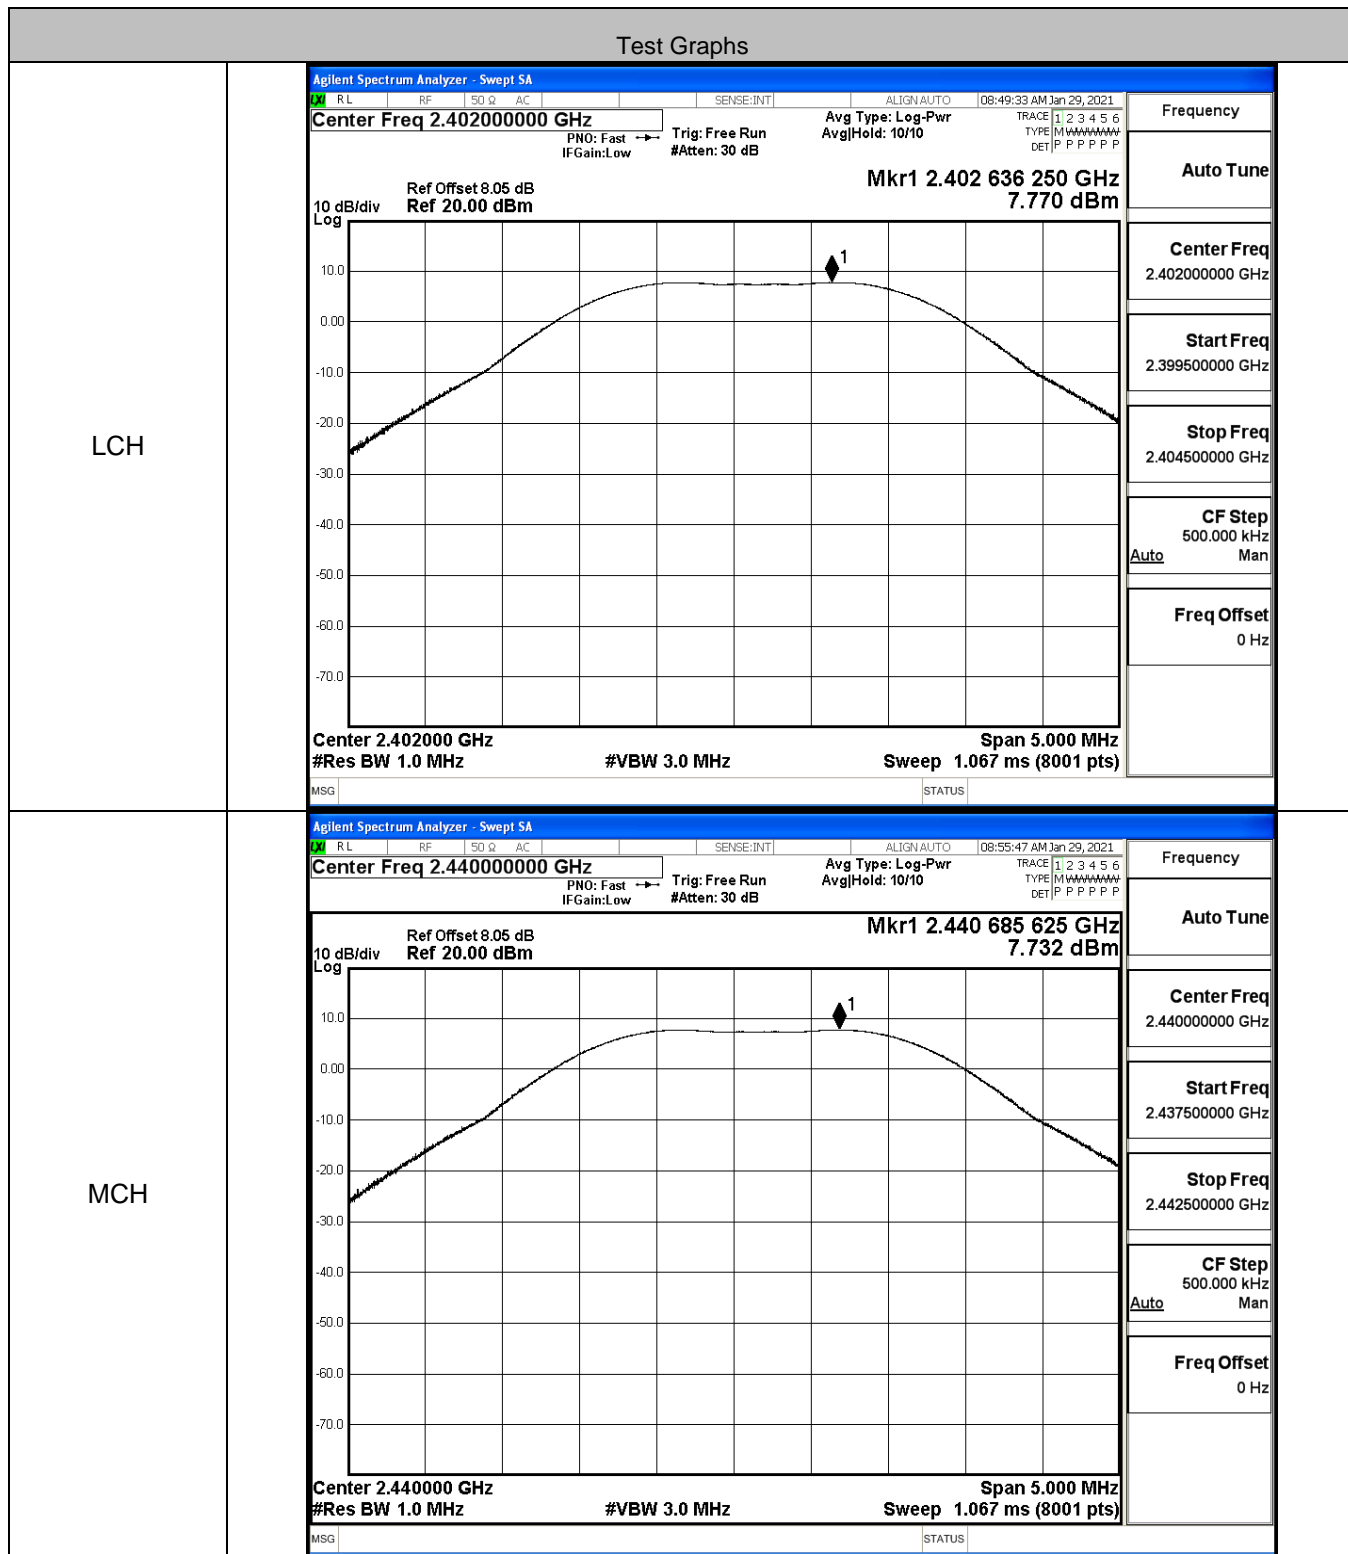 Test Graphs
LCH
Agilent Spectrum Analyzer - Swept SA
LXI RL RF 50 Ω AC SENSE:INT ALIGN AUTO 08:49:33 AM Jan 29, 2021
Center Freq 2.402000000 GHz
PNO: Fast
IFGain:Low
Trig: Free Run
#Atten: 30 dB
Avg Type: Log-Pwr
Avg|Hold: 10/10
TRACE 1 2 3 4 5 6
TYPE M WWWWW
DET P P P P P P
Mkr1 2.402 636 250 GHz
7.770 dBm
Ref Offset 8.05 dB
10 dB/div Ref 20.00 dBm
Log
1
10.0
0.00
-10.0
-20.0
-30.0
-40.0
-50.0
-60.0
-70.0
Center 2.402000 GHz Span 5.000 MHz
#Res BW 1.0 MHz #VBW 3.0 MHz Sweep 1.067 ms (8001 pts)
MSG STATUS
Frequency
Auto Tune
Center Freq
2.402000000 GHz
Start Freq
2.399500000 GHz
Stop Freq
2.404500000 GHz
CF Step
500.000 kHz
Auto Man
Freq Offset
0 Hz
MCH
Agilent Spectrum Analyzer - Swept SA
LXI RL RF 50 Ω AC SENSE:INT ALIGN AUTO 08:55:47 AM Jan 29, 2021
Center Freq 2.440000000 GHz
PNO: Fast
IFGain:Low
Trig: Free Run
#Atten: 30 dB
Avg Type: Log-Pwr
Avg|Hold: 10/10
TRACE 1 2 3 4 5 6
TYPE M WWWWW
DET P P P P P P
Mkr1 2.440 685 625 GHz
7.732 dBm
Ref Offset 8.05 dB
10 dB/div Ref 20.00 dBm
Log
1
10.0
0.00
-10.0
-20.0
-30.0
-40.0
-50.0
-60.0
-70.0
Center 2.440000 GHz Span 5.000 MHz
#Res BW 1.0 MHz #VBW 3.0 MHz Sweep 1.067 ms (8001 pts)
MSG STATUS
Frequency
Auto Tune
Center Freq
2.440000000 GHz
Start Freq
2.437500000 GHz
Stop Freq
2.442500000 GHz
CF Step
500.000 kHz
Auto Man
Freq Offset
0 Hz